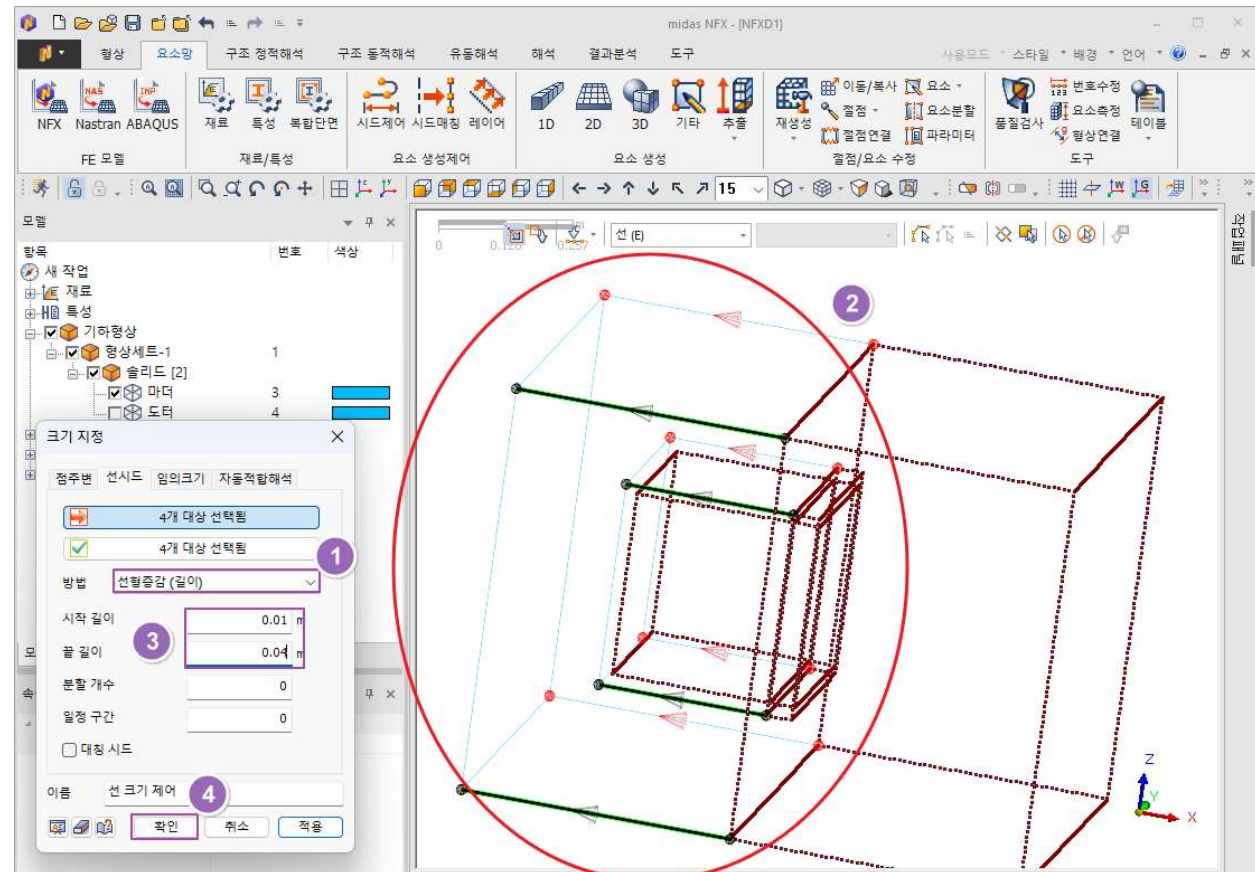 midas NFX - [NFXD1]
형상 요소망 구조 정적해석 구조 동적해석 유동해석 해석 결과분석 도구 사용모드 스타일 배경 언어
NAS INP
NFX Nastran ABAQUS 재료 특성 복합단면 시드제어 시드매칭 레이어 1D 2D 3D 기타 추출 재생성 이동/복사 요소 품질검사 번호수정 테이블
절점 요소분할 요소측정
절점연결 파라미터 형상연결
FE 모델 재료/특성 요소 생성제어 요소 생성 절점/요소 수정 도구
15
모델
항목 번호 색상
새 작업
재료
특성
기하형상
형상세트-1 1
솔리드 [2]
마더 3
도터 4
선 (E)
0
작업패널
크기 지정
점주변 선시드 임의크기 자동적합해석
4개 대상 선택됨
4개 대상 선택됨
1
방법 선형증감 (길이)
시작 길이 0.01 m
3
끝 길이 0.04 m
분할 개수 0
일정 구간 0
대칭 시드
이름 선 크기 제어
4
확인 취소 적용
2
Z
Y
X